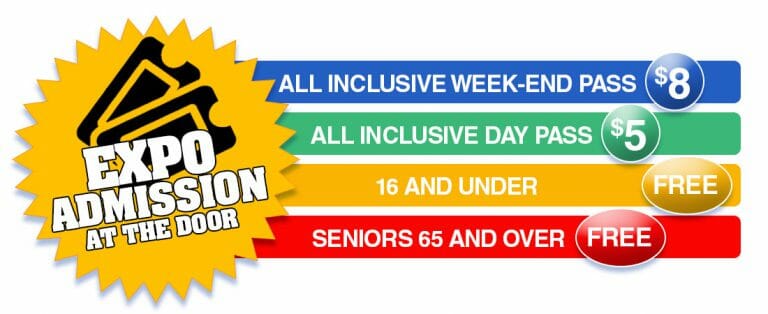 EXPO
ADMISSION
AT THE DOOR
ALL INCLUSIVE WEEK-END PASS $8
ALL INCLUSIVE DAY PASS $5
16 AND UNDER FREE
SENIORS 65 AND OVER FREE